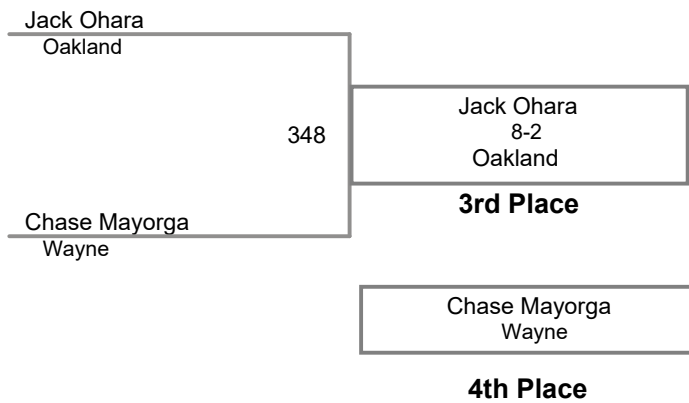 Jack Ohara
Oakland
348
Jack Ohara
8-2
Oakland
3rd Place
Chase Mayorga
Wayne
Chase Mayorga
Wayne
4th Place